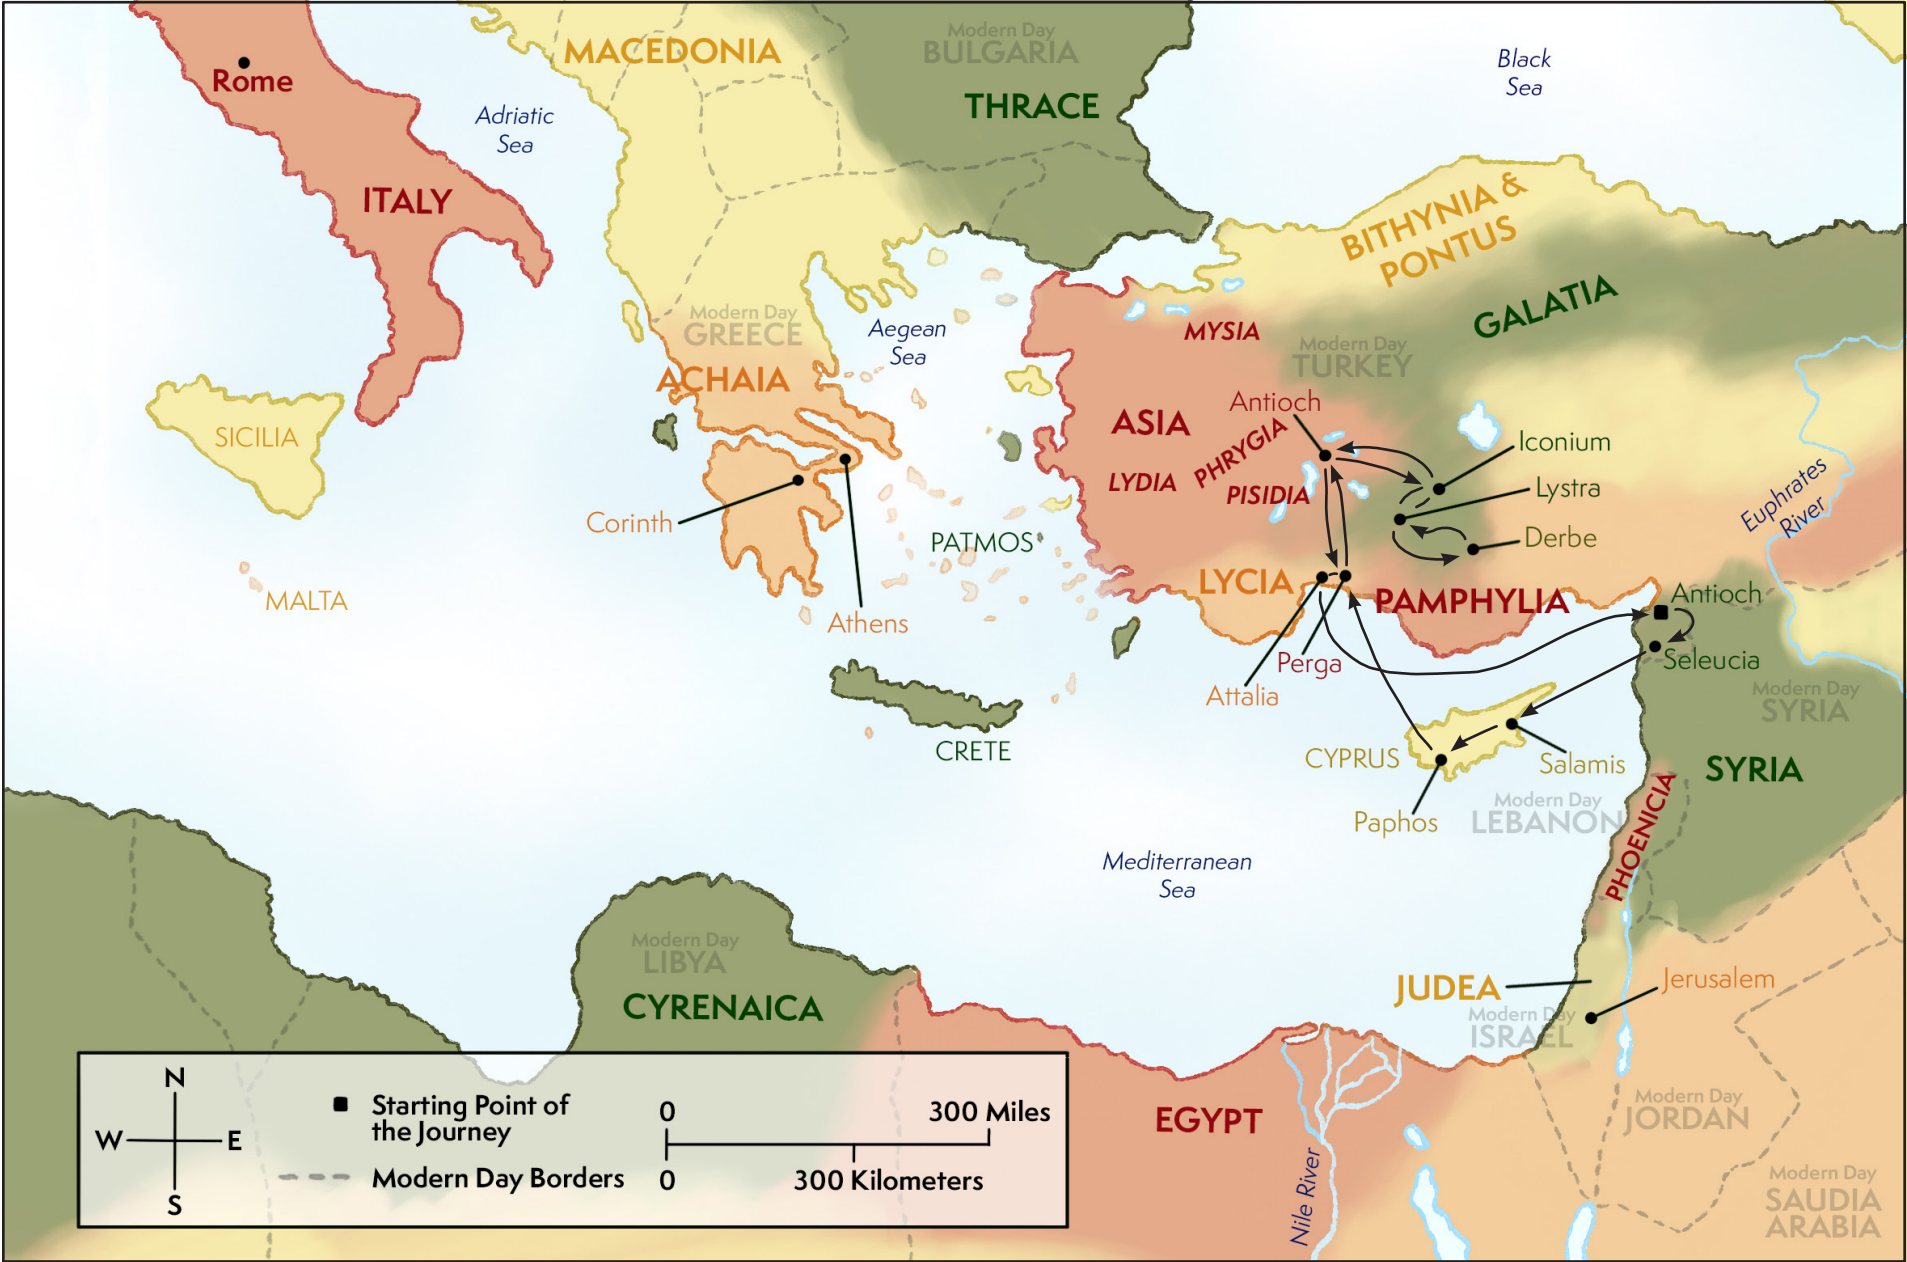 Rome
ITALY
Adriatic
Sea
MACEDONIA
Modern Day
BULGARIA
THRACE
Black
Sea
BITHYNIA &
PONTUS
GALATIA
Modern Day
GREECE
ACHAIA
Aegean
Sea
MYSIA
Modern Day
TURKEY
Antioch
ASIA
PHRYGIA
LYDIA
PISIDIA
Iconium
Lystra
Derbe
Euphrates
River
SICILIA
MALTA
Corinth
Athens
PATMOS
CRETE
LYCIA
PAMPHYLIA
Perga
Attalia
Antioch
Seleucia
Modern Day
SYRIA
SYRIA
CYPRUS
Salamis
Paphos
Modern Day
LEBANON
PHOENICIA
Mediterranean
Sea
Modern Day
LIBYA
CYRENAICA
JUDEA
Jerusalem
Modern Day
ISRAEL
Modern Day
JORDAN
Modern Day
SAUDIA
ARABIA
EGYPT
Nile River
N
W
E
S
Starting Point of
the Journey
Modern Day Borders
0
300 Miles
0
300 Kilometers